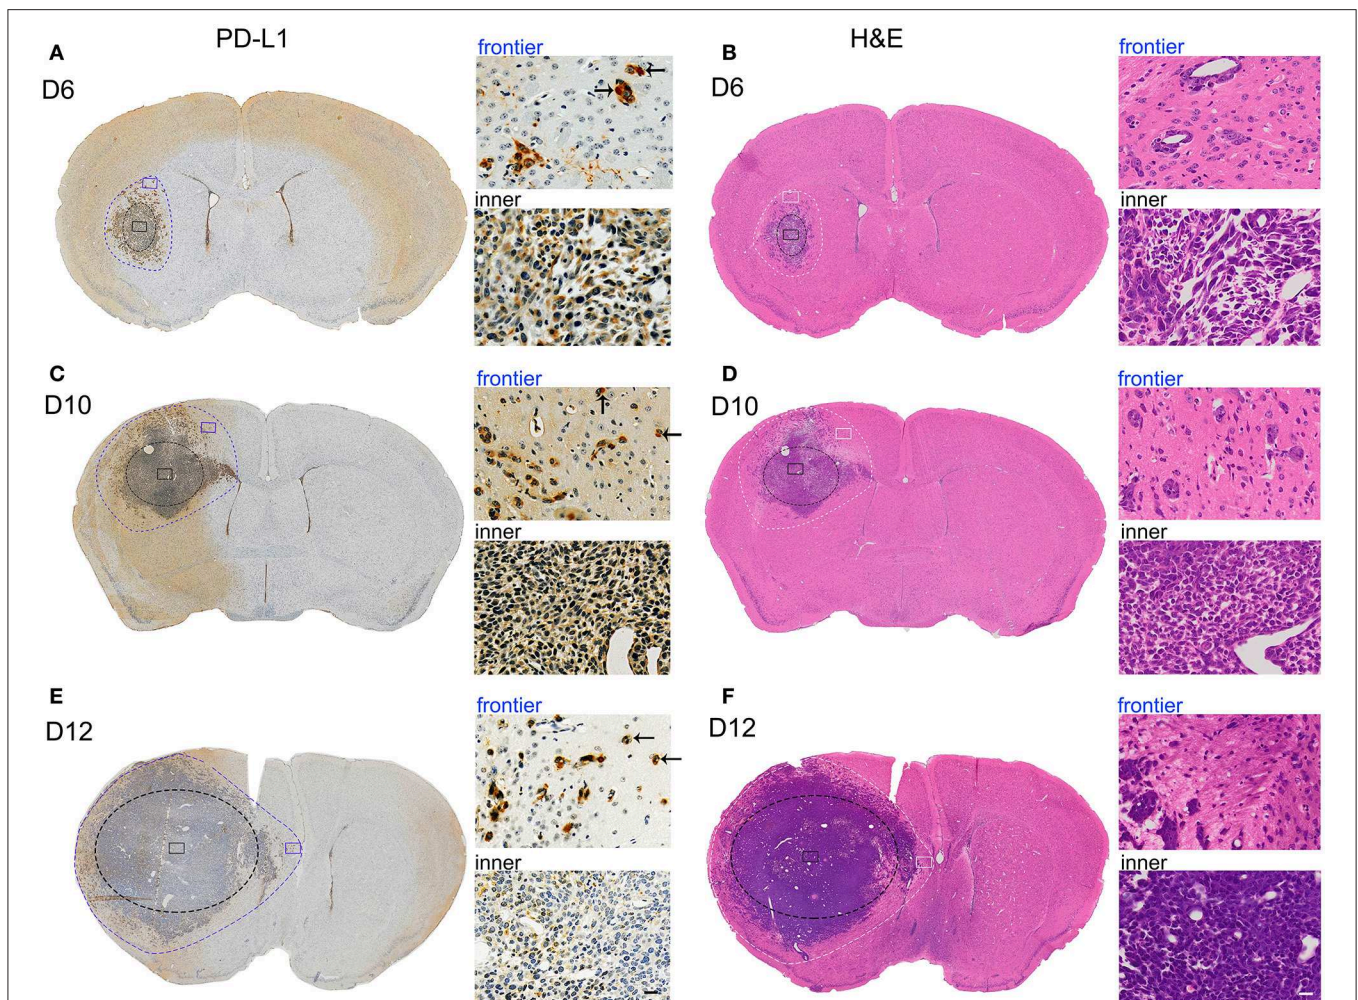 PD-L1
H&E
A
D6
frontier
inner
B
D6
frontier
inner
C
D10
frontier
inner
D
D10
frontier
inner
E
D12
frontier
inner
F
D12
frontier
inner